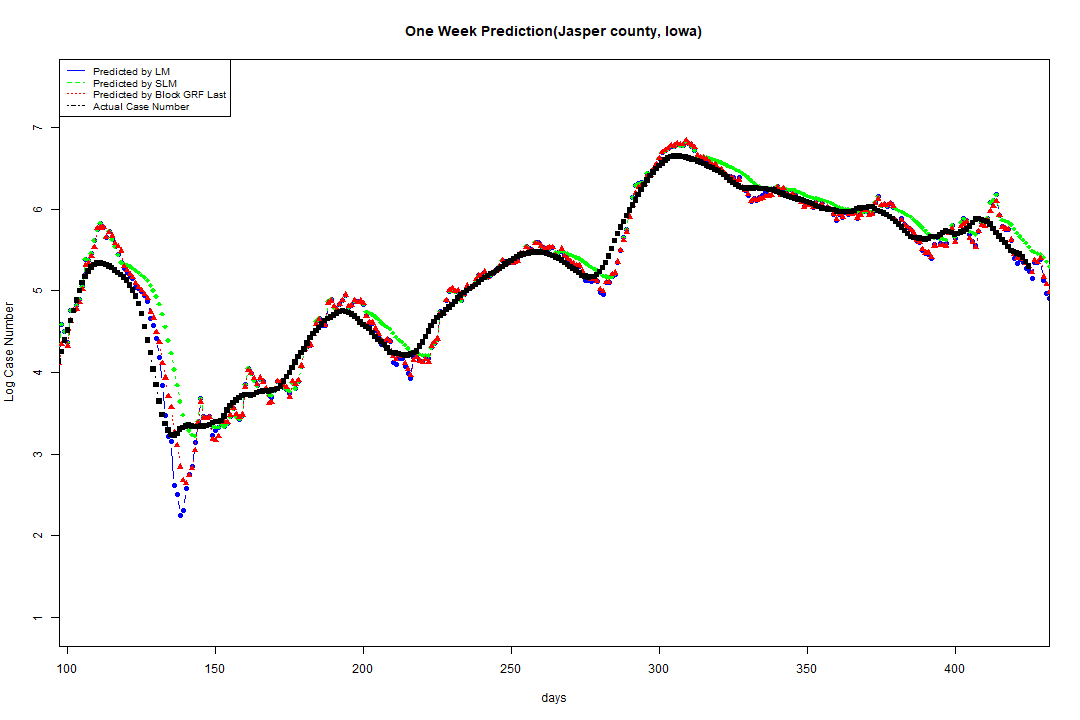 One Week Prediction(Jasper county, Iowa)
Predicted by LM
Predicted by SLM
Predicted by Block GRF Last
Actual Case Number
7
6
5
4
3
2
1
Log Case Number
100 150 200 250 300 350 400
days